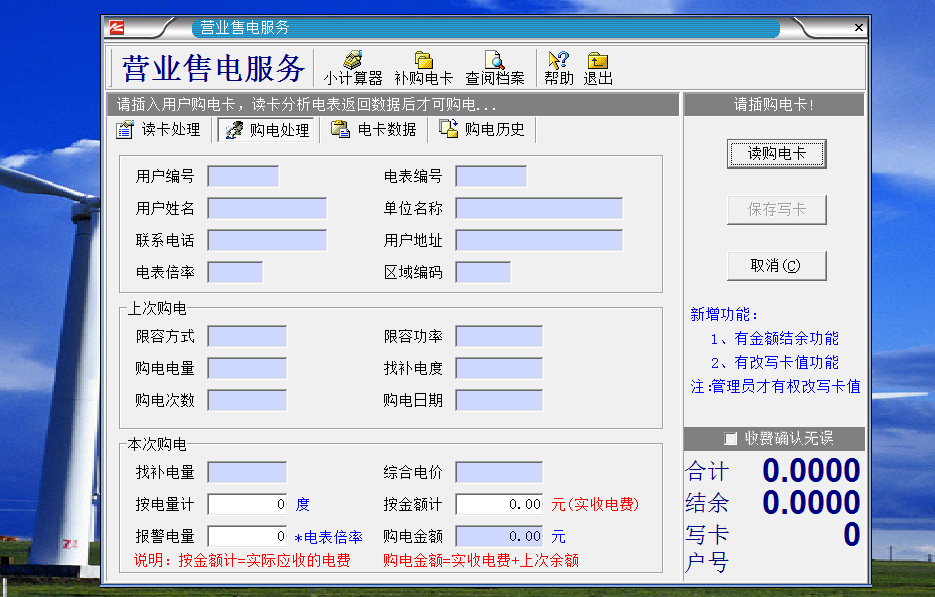 营业售电服务
营业售电服务
小计算器 补购电卡 查阅档案 帮助 退出
请插入用户购电卡，读卡分析电表返回数据后才可购电...
请插购电卡!
读卡处理 购电处理 电卡数据 购电历史
用户编号 电表编号
用户姓名 单位名称
联系电话 用户地址
电表倍率 区域编码
上次购电
限容方式 限容功率
购电电量 找补电度
购电次数 购电日期
本次购电
找补电量 综合电价
按电量计 0 度 按金额计 0.00 元(实收电费)
报警电量 0 *电表倍率 购电金额 0.00 元
说明：按金额计=实际应收的电费 购电金额=实收电费+上次余额
读购电卡
保存写卡
取消(C)
新增功能：
1、有金额结余功能
2、有改写卡值功能
注:管理员才有权改写卡值
收费确认无误
合计 0.0000
结余 0.0000
写卡 0
户号